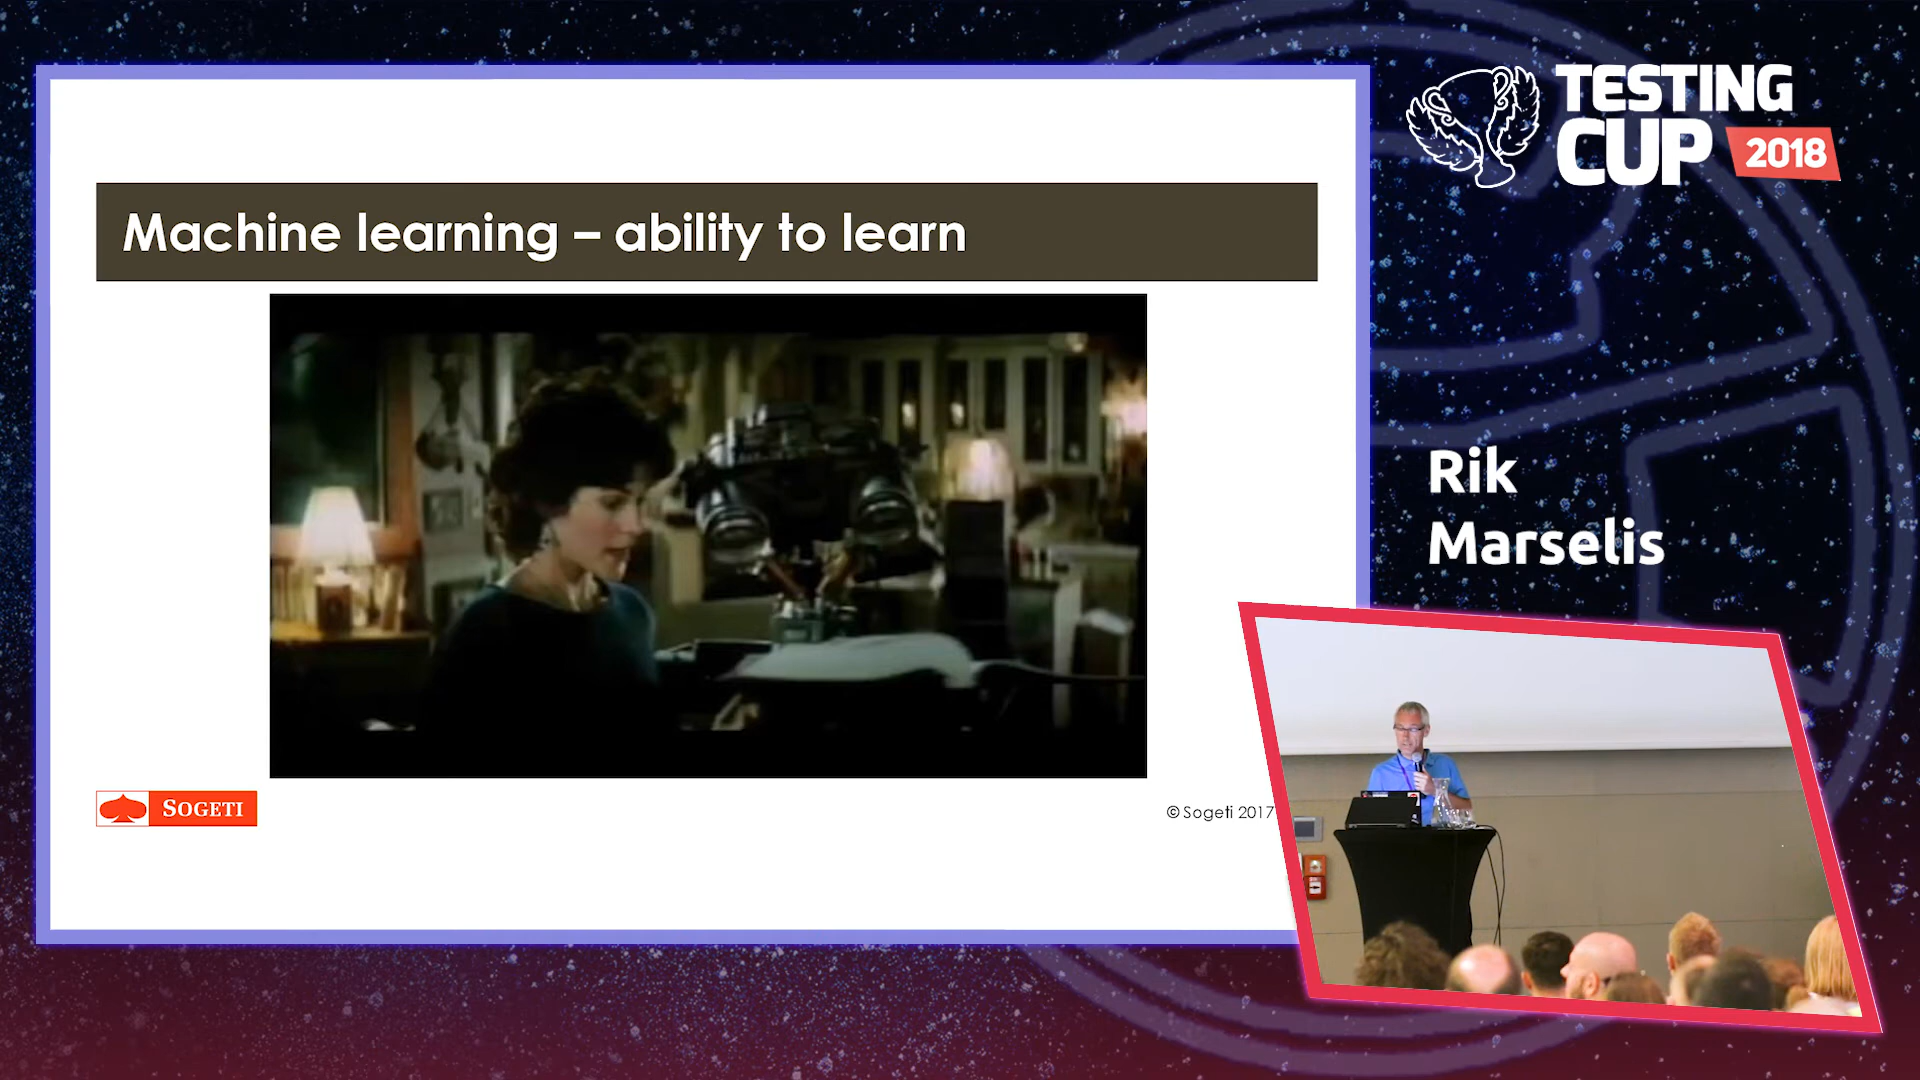 Machine learning – ability to learn
SOGETI
© Sogeti 2017
TESTING
CUP
2018
Rik
Marselis